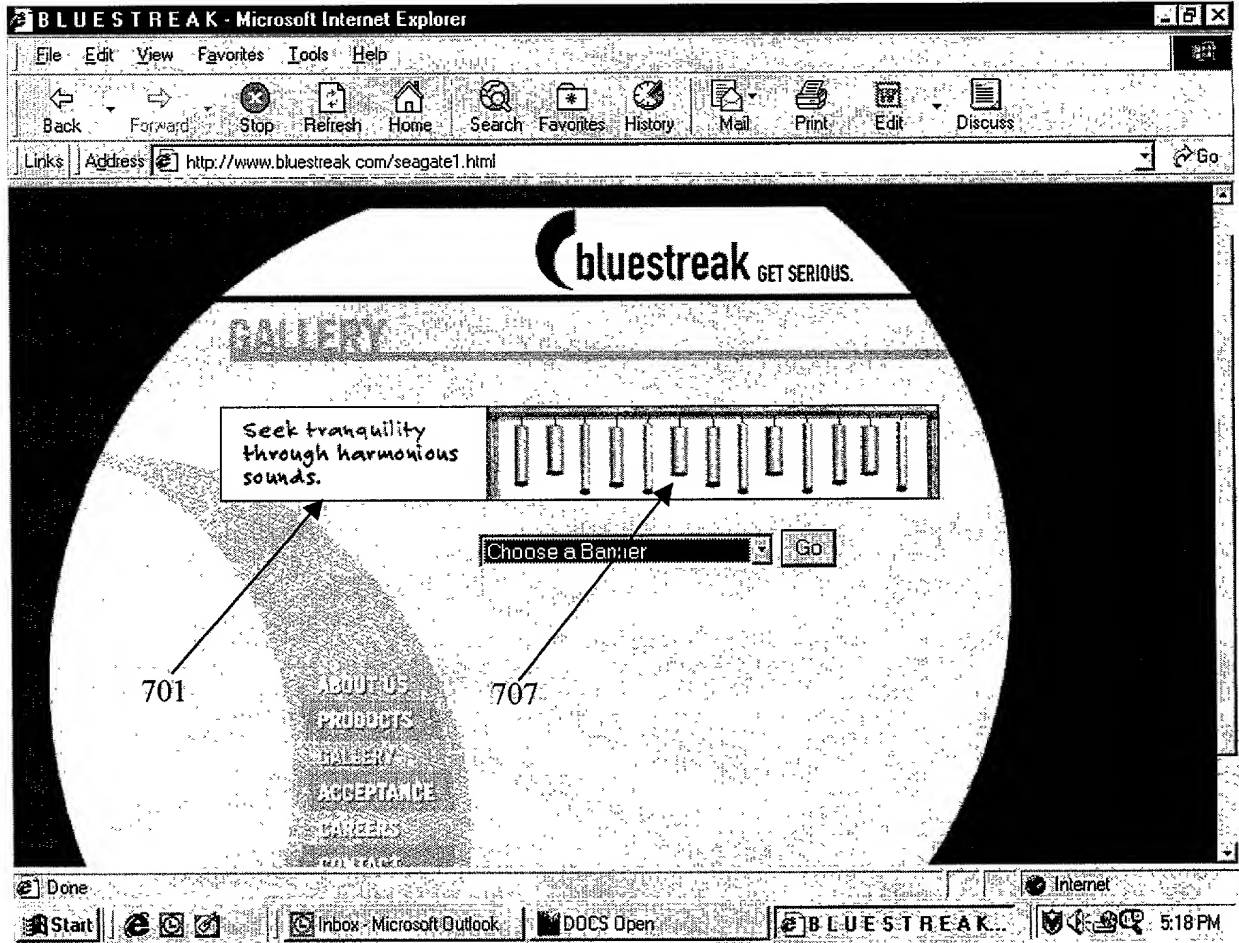 BLUESTREAK - Microsoft Internet Explorer
File Edit View Favorites Tools Help
Back Forward Stop Refresh Home Search Favorites History Mail Print Edit Discuss
Links Address http://www.bluestreak.com/seagate1.html Go
bluestreak GET SERIOUS.
GALLERY
Seek tranquility
through harmonious
sounds.
Choose a Banner Go
701
707
ABOUT US
PRODUCTS
GALLERY
ACCEPTANCE
CAREERS
Done Internet
Start Inbox - Microsoft Outlook DOCS Open BLUESTREAK... 5:18 PM